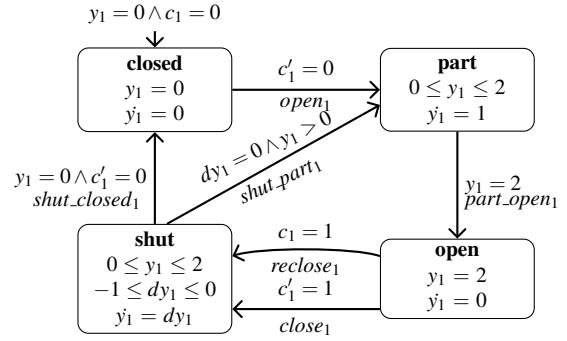 y₁ = 0 ∧ c₁ = 0
closed
y₁ = 0
ẏ₁ = 0
c′₁ = 0
open₁
part
0 ≤ y₁ ≤ 2
ẏ₁ = 1
dy₁ = 0 ∧ y₁ > 0
shut_part₁
y₁ = 0 ∧ c′₁ = 0
shut_closed₁
y₁ = 2
part_open₁
shut
0 ≤ y₁ ≤ 2
−1 ≤ dy₁ ≤ 0
ẏ₁ = dy₁
c₁ = 1
reclose₁
c′₁ = 1
close₁
open
y₁ = 2
ẏ₁ = 0